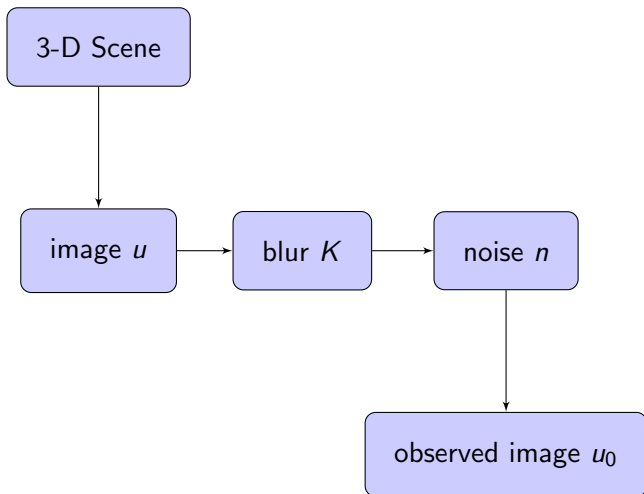 3-D Scene
image u
blur K
noise n
observed image u₀